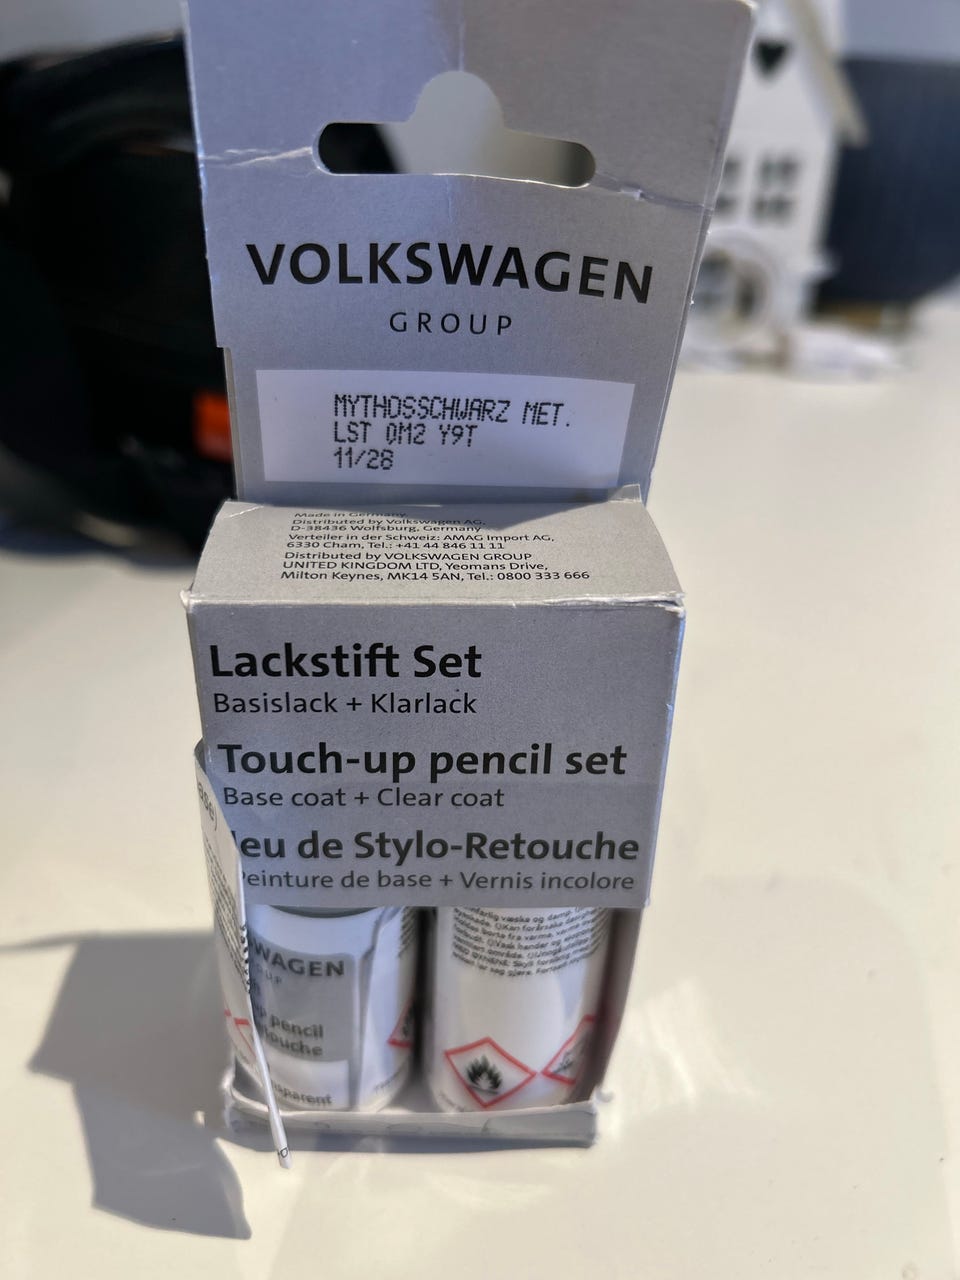 VOLKSWAGEN
GROUP
MYTHOSSCHWARZ MET.
LST 0M2 Y9T
11/28
Made in Germany
Distributed by Volkswagen AG,
D-38436 Wolfsburg, Germany
Verteiler in der Schweiz: AMAG Import AG,
6330 Cham, Tel.: +41 44 846 11 11
Distributed by VOLKSWAGEN GROUP
UNITED KINGDOM LTD, Yeomans Drive,
Milton Keynes, MK14 5AN, Tel.: 0800 333 666
Lackstift Set
Basislack + Klarlack
Touch-up pencil set
Base coat + Clear coat
Jeu de Stylo-Retouche
Peinture de base + Vernis incolore
WAGEN
pencil